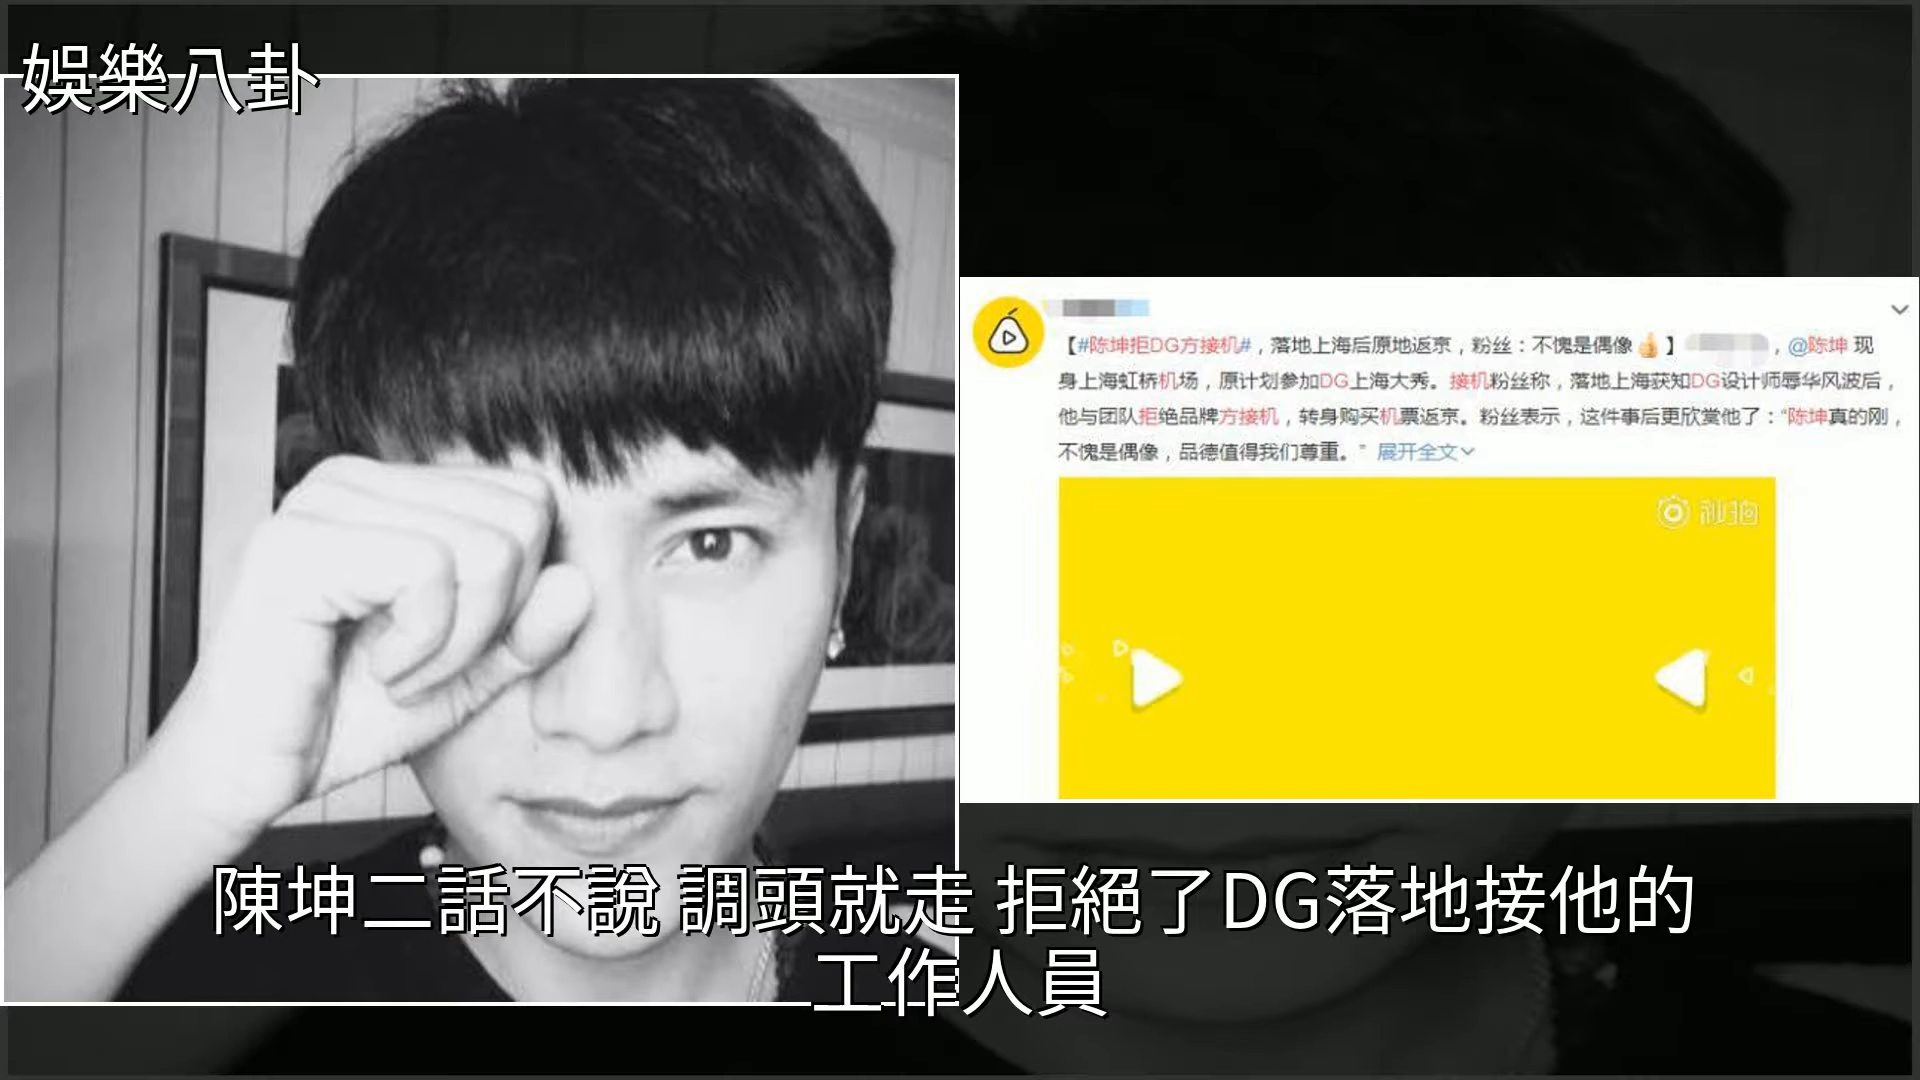 娛樂八卦
【#陈坤拒DG方接机#，落地上海后原地返京，粉丝：不愧是偶像👍】 ，@陈坤 现
身上海虹桥机场，原计划参加DG上海大秀。接机粉丝称，落地上海获知DG设计师辱华风波后，
他与团队拒绝品牌方接机，转身购买机票返京。粉丝表示，这件事后更欣赏他了：“陈坤真的刚，
不愧是偶像，品德值得我们尊重。” 展开全文
秒拍
陳坤二話不說 調頭就走 拒絕了DG落地接他的
工作人員